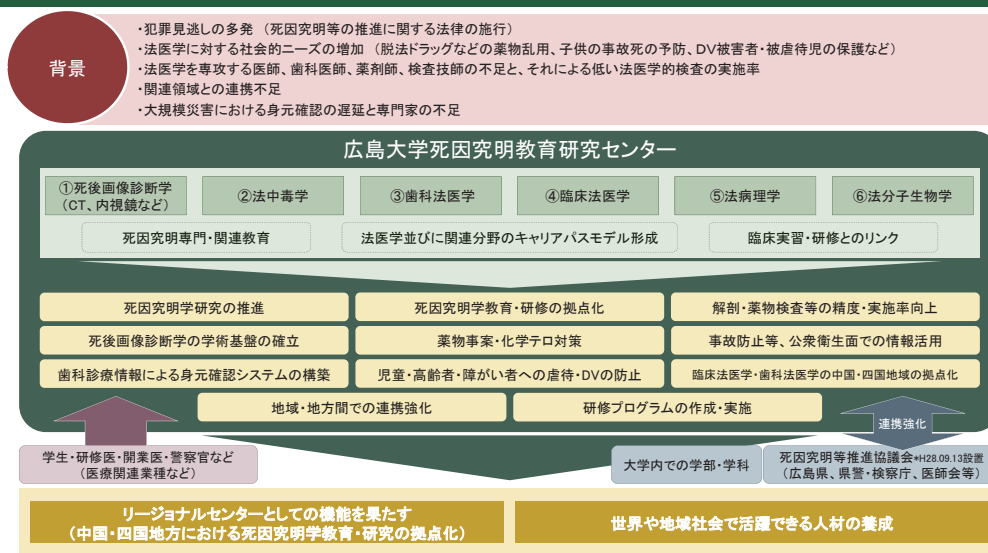 背景
・犯罪見逃しの多発 （死因究明等の推進に関する法律の施行）
・法医学に対する社会的ニーズの増加 （脱法ドラッグなどの薬物乱用、子供の事故死の予防、DV被害者・被虐待児の保護など）
・法医学を専攻する医師、歯科医師、薬剤師、検査技師の不足と、それによる低い法医学的検査の実施率
・関連領域との連携不足
・大規模災害における身元確認の遅延と専門家の不足
広島大学死因究明教育研究センター
①死後画像診断学
（CT、内視鏡など）
②法中毒学
③歯科法医学
④臨床法医学
⑤法病理学
⑥法分子生物学
死因究明専門・関連教育
法医学並びに関連分野のキャリアパスモデル形成
臨床実習・研修とのリンク
死因究明学研究の推進
死因究明学教育・研修の拠点化
解剖・薬物検査等の精度・実施率向上
死後画像診断学の学術基盤の確立
薬物事案・化学テロ対策
事故防止等、公衆衛生面での情報活用
歯科診療情報による身元確認システムの構築
児童・高齢者・障がい者への虐待・DVの防止
臨床法医学・歯科法医学の中国・四国地域の拠点化
地域・地方間での連携強化
研修プログラムの作成・実施
連携強化
学生・研修医・開業医・警察官など
（医療関連業種など）
大学内での学部・学科
死因究明等推進協議会*H28.09.13設置
（広島県、県警・検察庁、医師会等）
リージョナルセンターとしての機能を果たす
（中国・四国地方における死因究明学教育・研究の拠点化）
世界や地域社会で活躍できる人材の養成